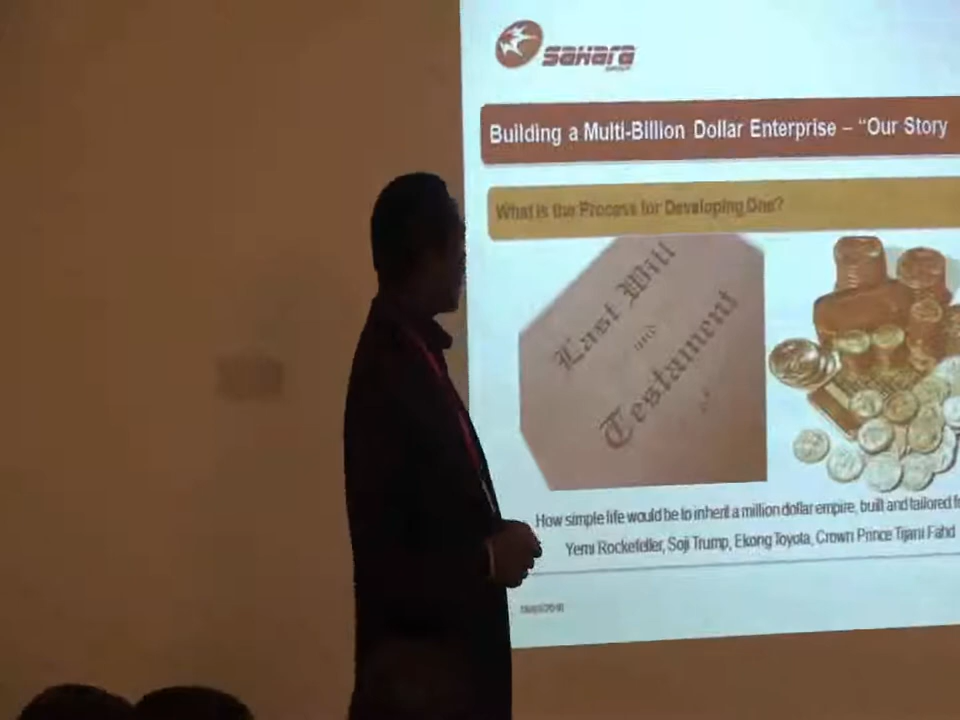 sahara
GROUP
Building a Multi-Billion Dollar Enterprise – “Our Story
What is the Process for Developing One?
Last Will
and
Testament
How simple life would be to inherit a million dollar empire, built and tailored f
Yemi Rockefeller, Soji Trump, Ekong Toyota, Crown Prince Tijani Fahd